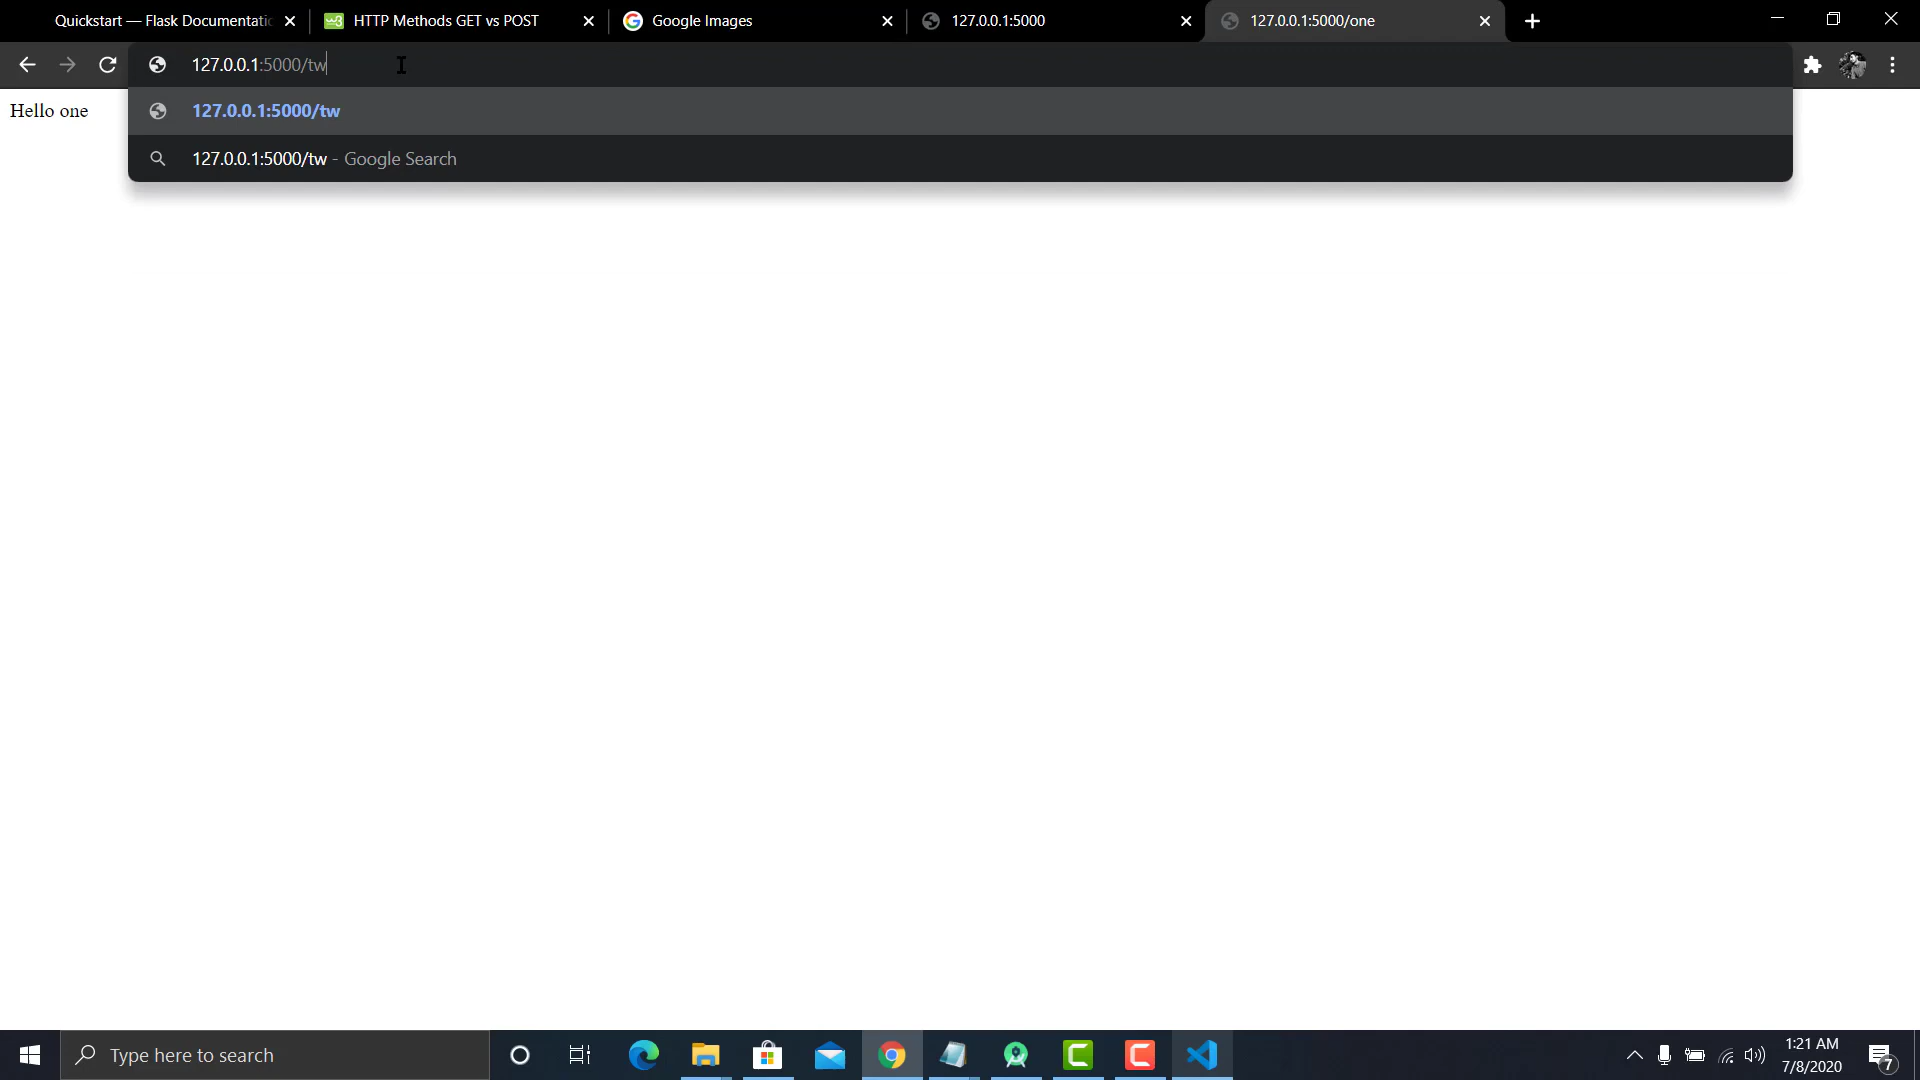 Quickstart — Flask Documentatic
HTTP Methods GET vs POST
Google Images
127.0.0.1:5000
127.0.0.1:5000/one
127.0.0.1:5000/tw
127.0.0.1:5000/tw
127.0.0.1:5000/tw - Google Search
Hello one
Type here to search
1:21 AM
7/8/2020
7